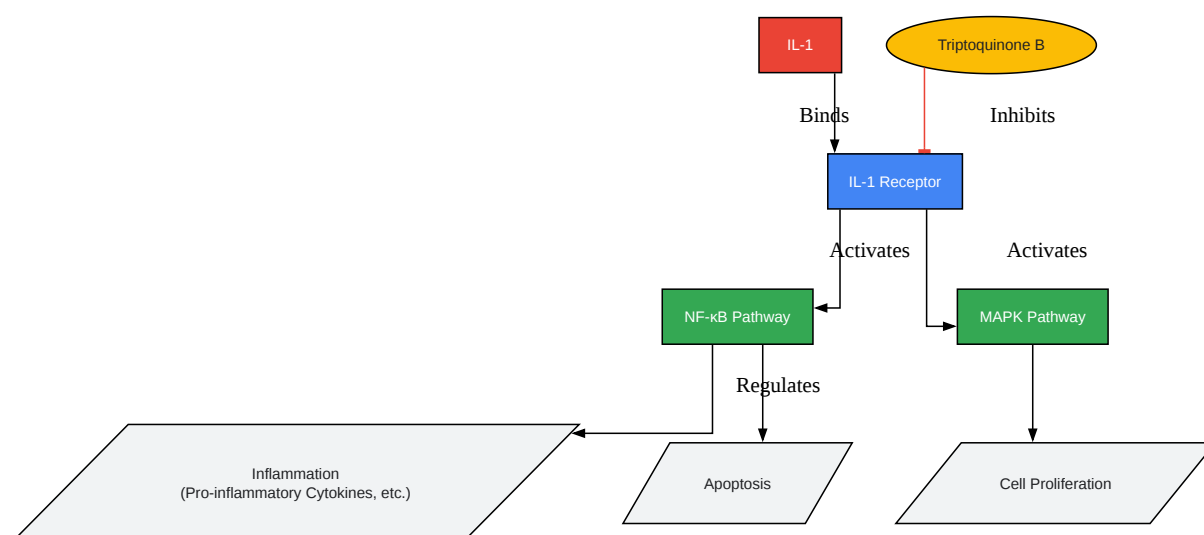 IL-1
Triptoquinone B
Binds
Inhibits
IL-1 Receptor
Activates
Activates
NF-κB Pathway
MAPK Pathway
Regulates
Inflammation
(Pro-inflammatory Cytokines, etc.)
Apoptosis
Cell Proliferation